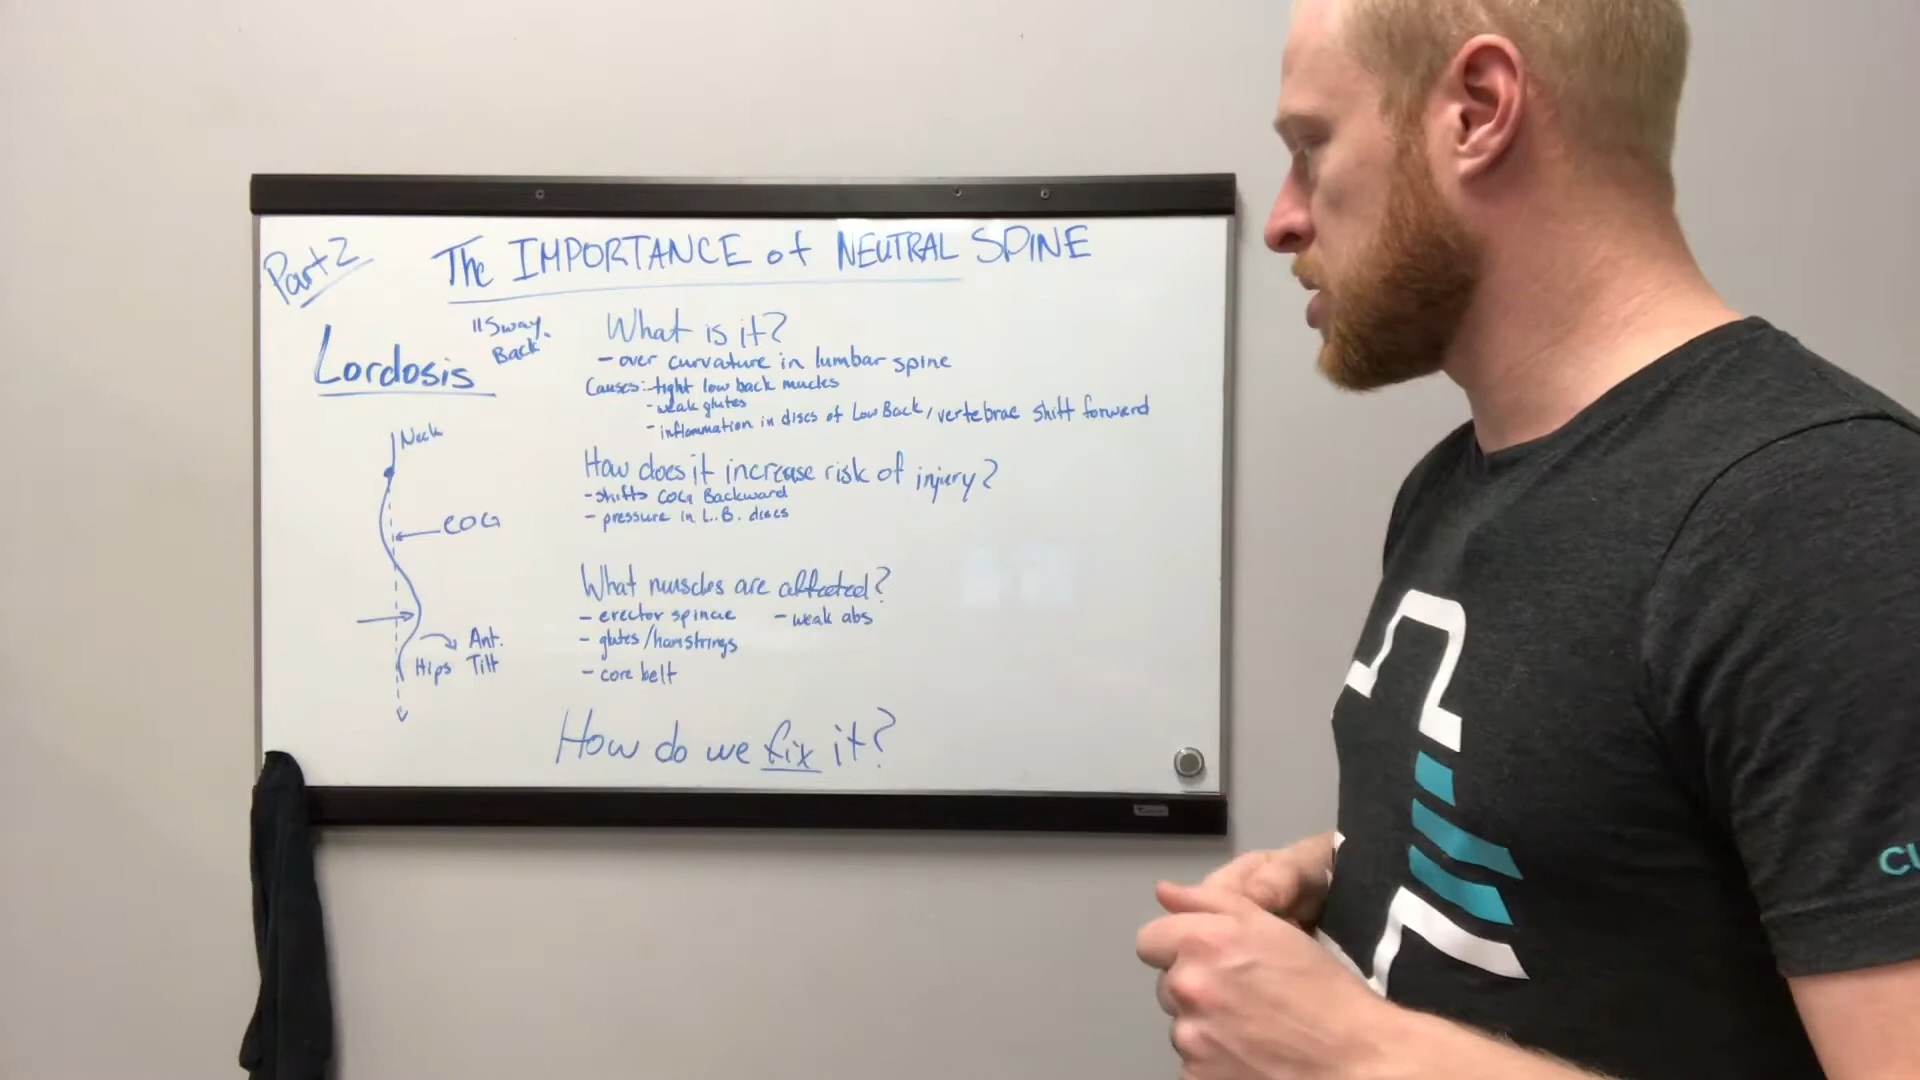 Part 2
The IMPORTANCE of NEUTRAL SPINE
Lordosis
"Sway
Back"
Neck
COG
Ant.
Hips Tilt
What is it?
- over curvature in lumbar spine
Causes: - tight low back mucles
- weak glutes
- inflammation in discs of Low Back / vertebrae shift forward
How does it increase risk of injury?
- shifts COG Backward
- pressure in L.B. discs
What muscles are affected?
- erector spinae - weak abs
- glutes/hamstrings
- core belt
How do we fix it?